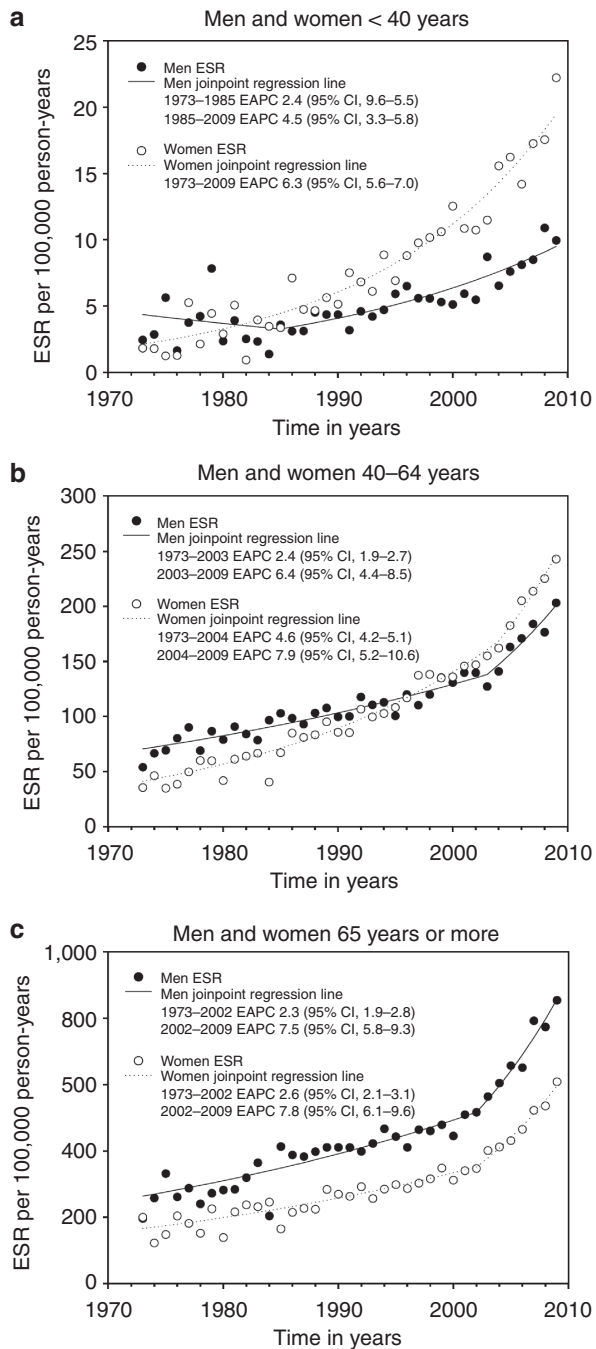 a
Men and women < 40 years
ESR per 100,000 person-years
25
20
15
10
5
0
Men ESR
Men joinpoint regression line
1973–1985 EAPC 2.4 (95% CI, 9.6–5.5)
1985–2009 EAPC 4.5 (95% CI, 3.3–5.8)
Women ESR
Women joinpoint regression line
1973–2009 EAPC 6.3 (95% CI, 5.6–7.0)
1970 1980 1990 2000 2010
Time in years
b
Men and women 40–64 years
ESR per 100,000 person-years
300
250
200
150
100
50
0
Men ESR
Men joinpoint regression line
1973–2003 EAPC 2.4 (95% CI, 1.9–2.7)
2003–2009 EAPC 6.4 (95% CI, 4.4–8.5)
Women ESR
Women joinpoint regression line
1973–2004 EAPC 4.6 (95% CI, 4.2–5.1)
2004–2009 EAPC 7.9 (95% CI, 5.2–10.6)
1970 1980 1990 2000 2010
Time in years
c
Men and women 65 years or more
ESR per 100,000 person-years
1,000
800
500
400
200
0
Men ESR
Men joinpoint regression line
1973–2002 EAPC 2.3 (95% CI, 1.9–2.8)
2002–2009 EAPC 7.5 (95% CI, 5.8–9.3)
Women ESR
Women joinpoint regression line
1973–2002 EAPC 2.6 (95% CI, 2.1–3.1)
2002–2009 EAPC 7.8 (95% CI, 6.1–9.6)
1970 1980 1990 2000 2010
Time in years